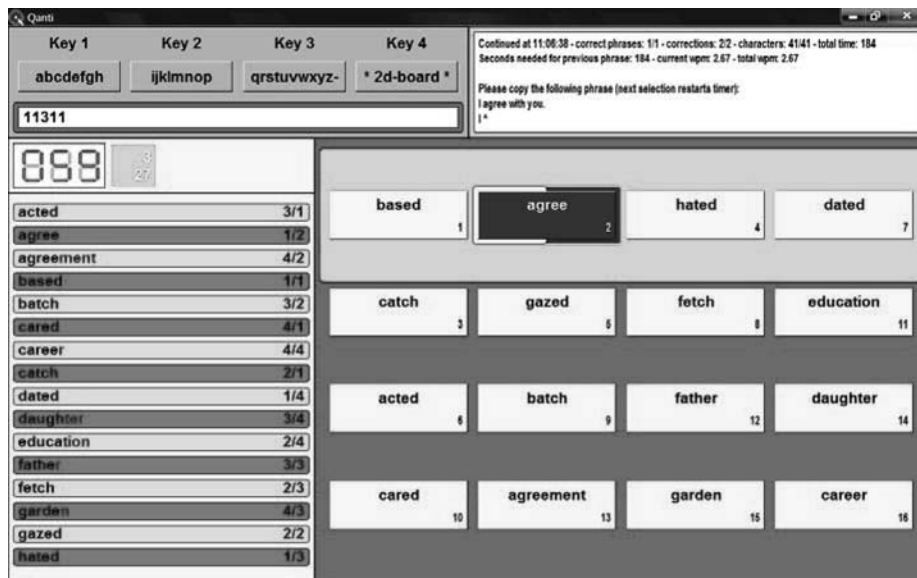 Qanti
Key 1 Key 2 Key 3 Key 4
abcdefgh ijklmnop qrstuvwxyz- * 2d-board *
11311
Continued at 11:06:38 - correct phrases: 1/1 - corrections: 2/2 - characters: 41/41 - total time: 184
Seconds needed for previous phrase: 184 - current wpm: 2.67 - total wpm: 2.67
Please copy the following phrase (next selection restarts timer):
I agree with you.
I ^
059 3
27
acted 3/1
agree 1/2
agreement 4/2
based 1/1
batch 3/2
cared 4/1
career 4/4
catch 2/1
dated 1/4
daughter 3/4
education 2/4
father 3/3
fetch 2/3
garden 4/3
gazed 2/2
hated 1/3
based agree hated dated
1 2 4 7
catch gazed fetch education
3 5 8 11
acted batch father daughter
6 9 12 14
cared agreement garden career
10 13 15 16